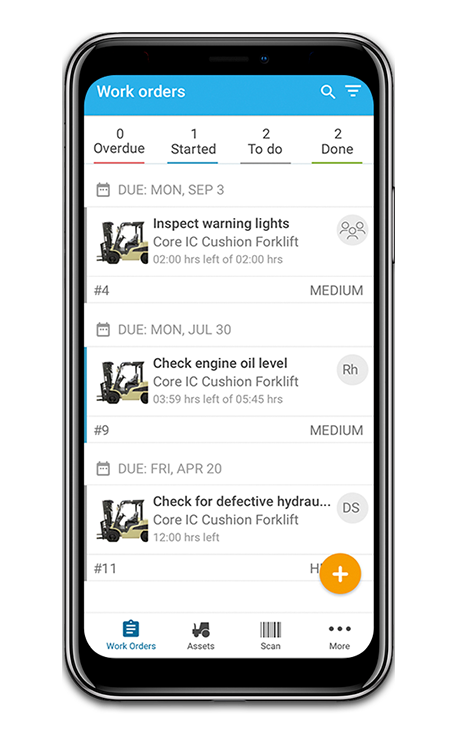 Work orders
0 1 2 2
Overdue Started To do Done
DUE: MON, SEP 3
Inspect warning lights
Core IC Cushion Forklift
02:00 hrs left of 02:00 hrs
#4 MEDIUM
DUE: MON, JUL 30
Check engine oil level
Core IC Cushion Forklift
Rh
03:59 hrs left of 05:45 hrs
#9 MEDIUM
DUE: FRI, APR 20
Check for defective hydrau...
DS
Core IC Cushion Forklift
12:00 hrs left
#11
Work Orders Assets Scan More